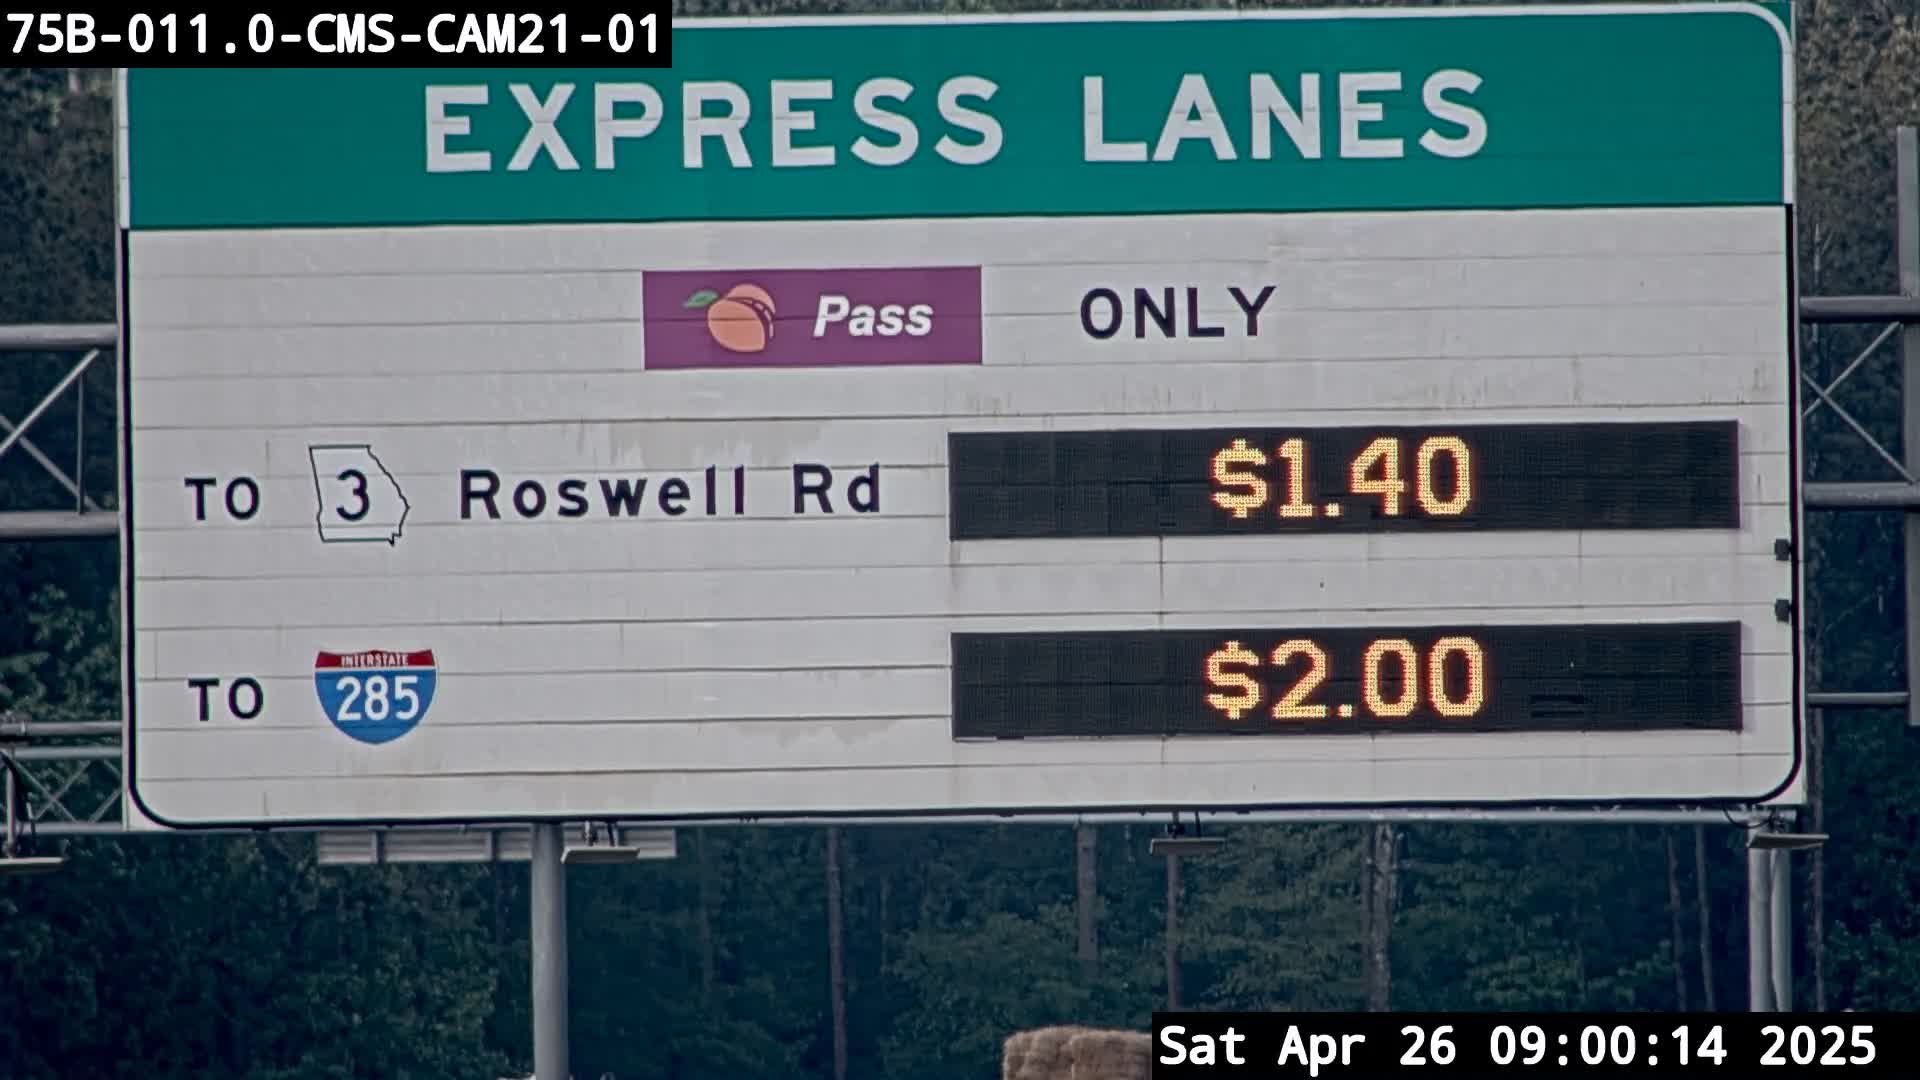 75B-011.0-CMS-CAM21-01
EXPRESS LANES
Pass ONLY
TO 3 Roswell Rd $1.40
INTERSTATE
TO 285 $2.00
Sat Apr 26 09:00:14 2025